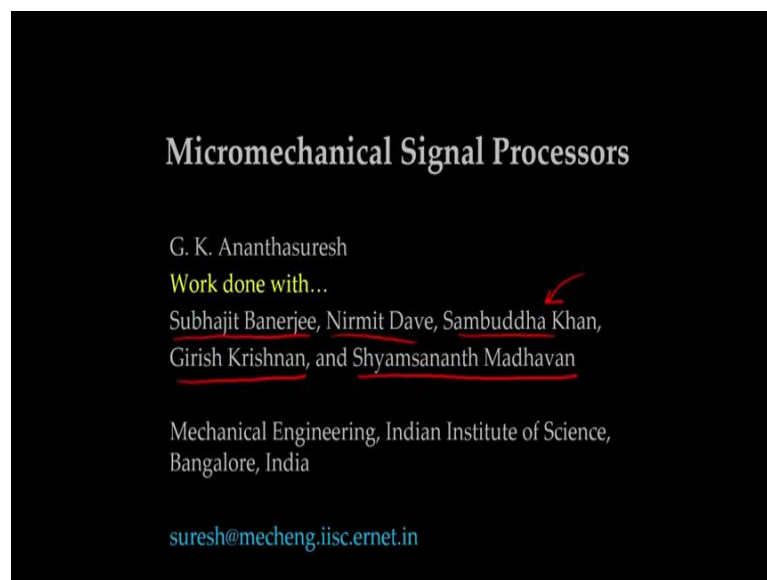 Micromechanical Signal Processors
G. K. Ananthasuresh
Work done with...
Subhajit Banerjee, Nirmit Dave, Sambuddha Khan,
Girish Krishnan, and Shyamsananth Madhavan
Mechanical Engineering, Indian Institute of Science,
Bangalore, India
suresh@mecheng.iisc.ernet.in